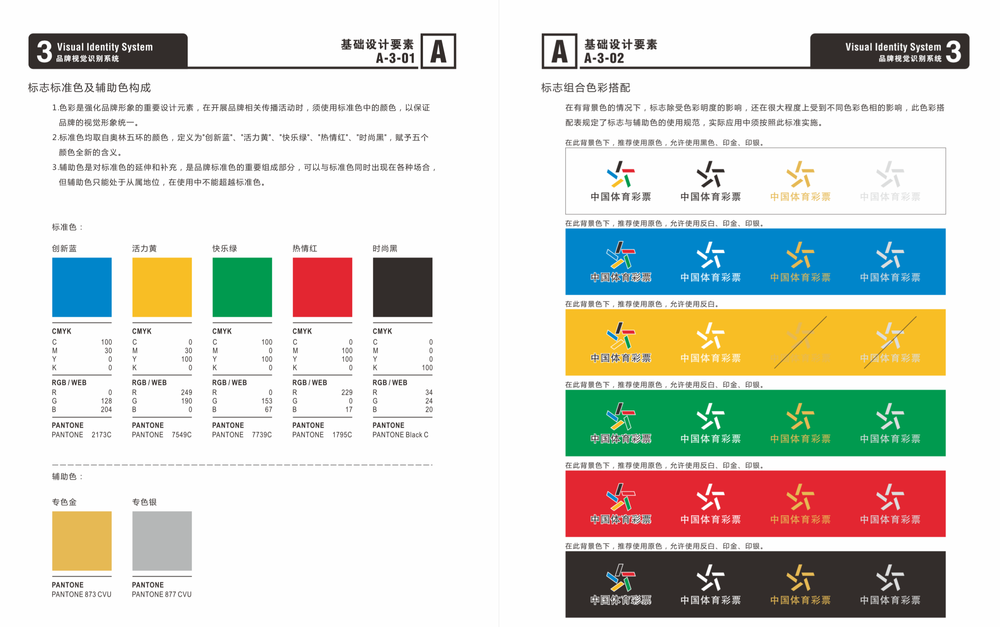 3 Visual Identity System
品牌视觉识别系统
基础设计要素
A-3-01
A
标志标准色及辅助色构成
1.色彩是强化品牌形象的重要设计元素，在开展品牌相关传播活动时，须使用标准色中的颜色，以保证
品牌的视觉形象统一。
2.标准色均取自奥林五环的颜色，定义为"创新蓝"、"活力黄"、"快乐绿"、"热情红"、"时尚黑"，赋予五个
颜色全新的含义。
3.辅助色是对标准色的延伸和补充，是品牌标准色的重要组成部分，可以与标准色同时出现在各种场合，
但辅助色只能处于从属地位，在使用中不能超越标准色。
标准色：
创新蓝 活力黄 快乐绿 热情红 时尚黑
CMYK CMYK CMYK CMYK CMYK
C 100 C 0 C 100 C 0 C 0
M 30 M 30 M 0 M 100 M 0
Y 0 Y 100 Y 100 Y 100 Y 0
K 0 K 0 K 0 K 0 K 100
RGB / WEB RGB / WEB RGB / WEB RGB / WEB RGB / WEB
R 0 R 249 R 0 R 229 R 34
G 128 G 190 G 153 G 0 G 24
B 204 B 0 B 67 B 17 B 20
PANTONE PANTONE PANTONE PANTONE PANTONE
PANTONE 2173C PANTONE 7549C PANTONE 7739C PANTONE 1795C PANTONE Black C
辅助色：
专色金 专色银
PANTONE PANTONE
PANTONE 873 CVU PANTONE 877 CVU
A
基础设计要素
A-3-02
Visual Identity System 3
品牌视觉识别系统
标志组合色彩搭配
在有背景色的情况下，标志除受色彩明度的影响，还在很大程度上受到不同色彩色相的影响，此色彩搭
配表规定了标志与辅助色的使用规范，实际应用中须按照此标准实施。
在此背景色下，推荐使用原色，允许使用黑色、印金、印银。
中国体育彩票 中国体育彩票 中国体育彩票 中国体育彩票
在此背景色下，推荐使用原色，允许使用反白、印金、印银。
中国体育彩票 中国体育彩票 中国体育彩票 中国体育彩票
在此背景色下，推荐使用原色，允许使用反白。
中国体育彩票 中国体育彩票 中国体育彩票 中国体育彩票
在此背景色下，推荐使用原色，允许使用反白、印金、印银。
中国体育彩票 中国体育彩票 中国体育彩票 中国体育彩票
在此背景色下，推荐使用原色，允许使用反白、印金、印银。
中国体育彩票 中国体育彩票 中国体育彩票 中国体育彩票
在此背景色下，推荐使用原色，允许使用反白、印金、印银。
中国体育彩票 中国体育彩票 中国体育彩票 中国体育彩票